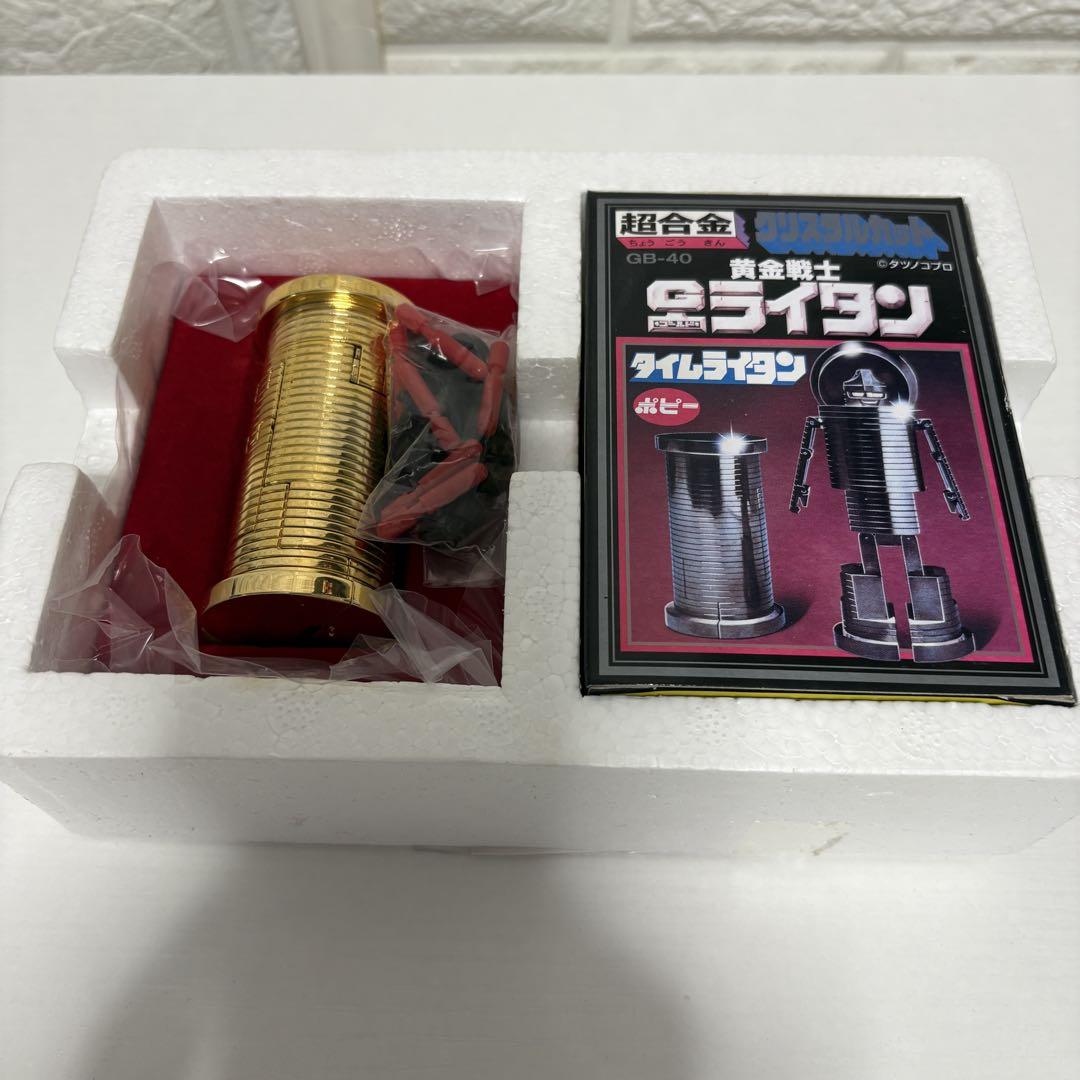 超合金
ちょうごうきん
クリスタルカット
GB-40
©タツノコプロ
黄金戦士
ゴールド
ライタン
タイムライタン
ポピー